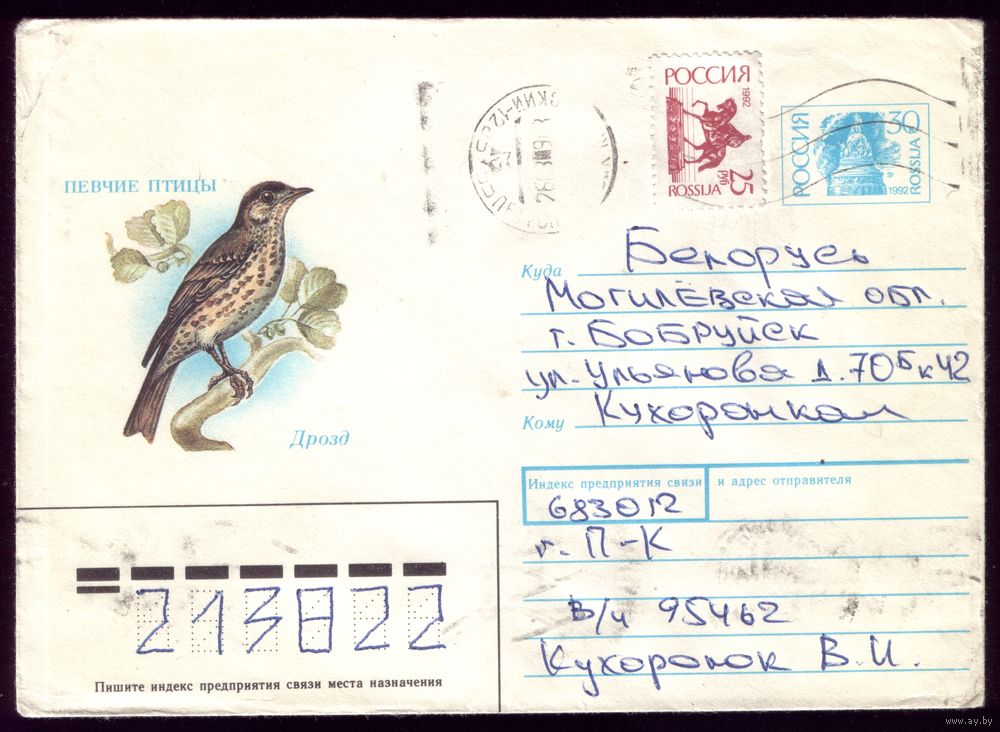 РОССИЯ
1992
25 РУБ
ROSSIJA
РОССИЯ
30
ROSSIJA
1992
ПЕВЧИЕ ПТИЦЫ
Дрозд
Куда Белорусь
Могилёвская обл.
г. Бобруйск
ул. Ульянова д. 70Б к 42
Кому Кухоронкам
Индекс предприятия связи и адрес отправителя
683012
г. П-К
В/ч 95462
Кухоронок В. И.
213822
Пишите индекс предприятия связи места назначения
www.ay.by